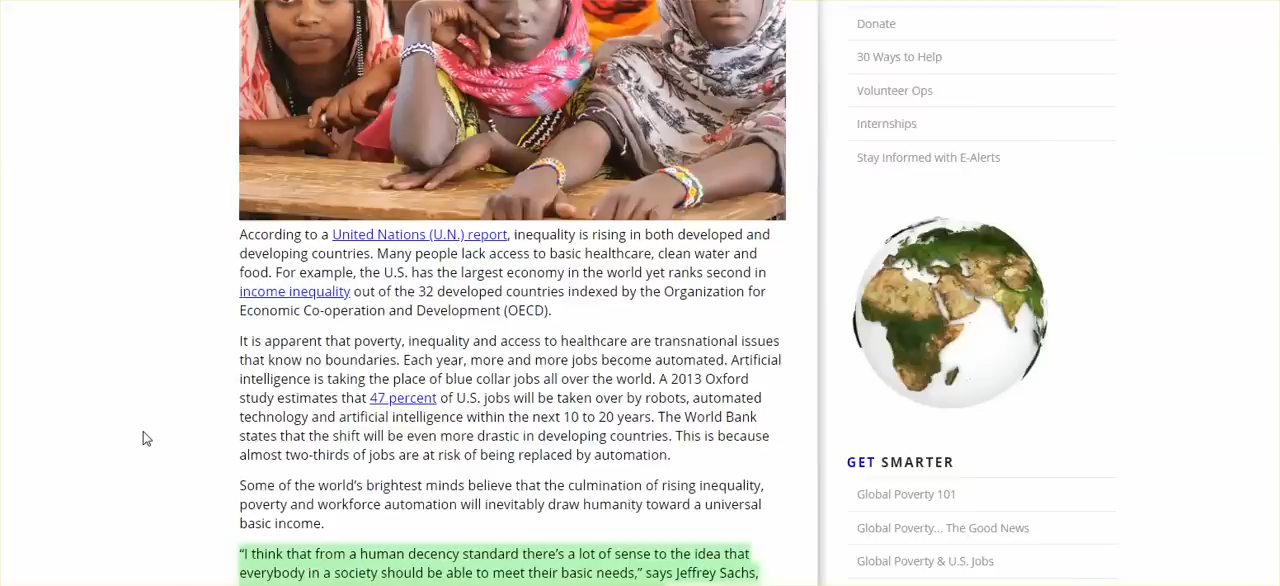 According to a United Nations (U.N.) report, inequality is rising in both developed and
developing countries. Many people lack access to basic healthcare, clean water and
food. For example, the U.S. has the largest economy in the world yet ranks second in
income inequality out of the 32 developed countries indexed by the Organization for
Economic Co-operation and Development (OECD).
It is apparent that poverty, inequality and access to healthcare are transnational issues
that know no boundaries. Each year, more and more jobs become automated. Artificial
intelligence is taking the place of blue collar jobs all over the world. A 2013 Oxford
study estimates that 47 percent of U.S. jobs will be taken over by robots, automated
technology and artificial intelligence within the next 10 to 20 years. The World Bank
states that the shift will be even more drastic in developing countries. This is because
almost two-thirds of jobs are at risk of being replaced by automation.
Some of the world’s brightest minds believe that the culmination of rising inequality,
poverty and workforce automation will inevitably draw humanity toward a universal
basic income.
“I think that from a human decency standard there’s a lot of sense to the idea that
everybody in a society should be able to meet their basic needs,” says Jeffrey Sachs,
Donate
30 Ways to Help
Volunteer Ops
Internships
Stay Informed with E-Alerts
GET SMARTER
Global Poverty 101
Global Poverty... The Good News
Global Poverty & U.S. Jobs